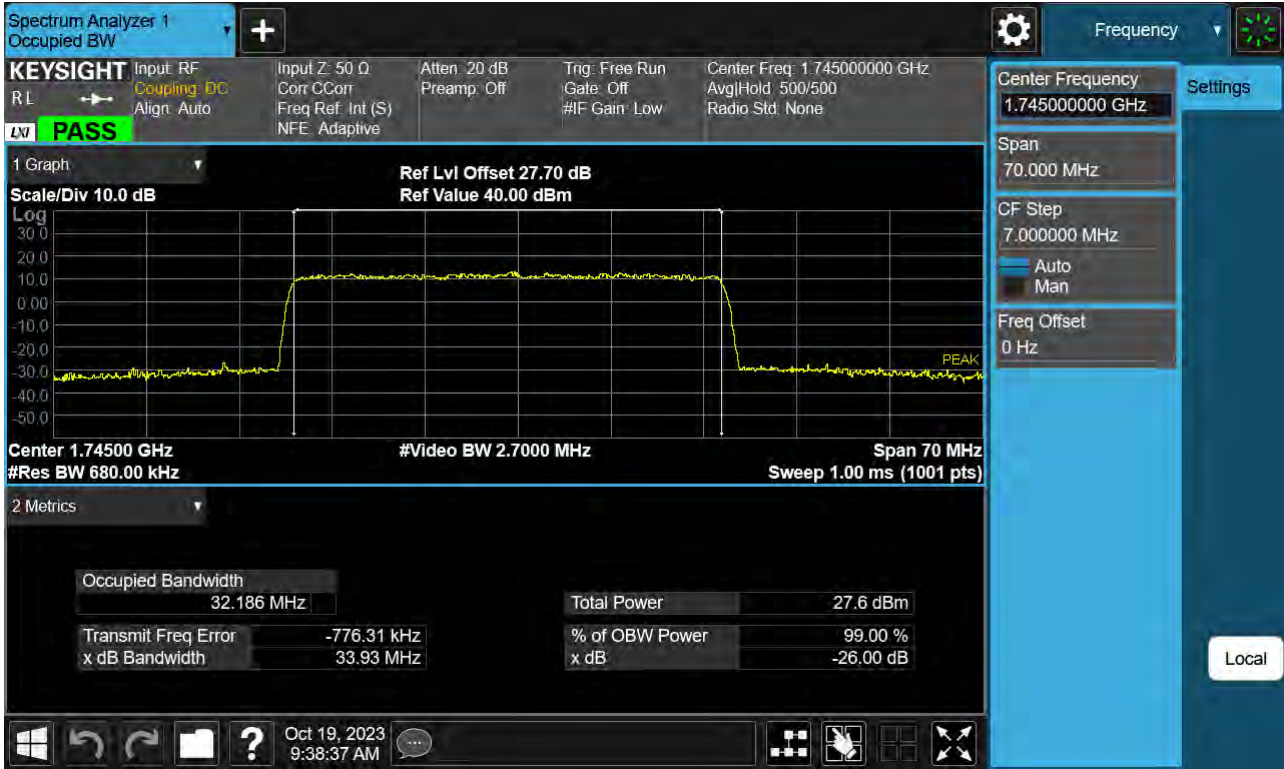 Spectrum Analyzer 1
Occupied BW
Frequency
KEYSIGHT
R L
LXI PASS
Input: RF
Coupling: DC
Align: Auto
Input Z: 50 Ω
Corr CCorr
Freq Ref: Int (S)
NFE: Adaptive
Atten: 20 dB
Preamp: Off
Trig: Free Run
Gate: Off
#IF Gain: Low
Center Freq: 1.745000000 GHz
Avg|Hold: 500/500
Radio Std: None
Center Frequency
1.745000000 GHz
Settings
Span
70.000 MHz
CF Step
7.000000 MHz
Auto
Man
Freq Offset
0 Hz
Local
1 Graph
Scale/Div 10.0 dB
Ref Lvl Offset 27.70 dB
Ref Value 40.00 dBm
Log
30.0
20.0
10.0
0.00
-10.0
-20.0
-30.0
-40.0
-50.0
PEAK
Center 1.74500 GHz
#Video BW 2.7000 MHz
Span 70 MHz
#Res BW 680.00 kHz
Sweep 1.00 ms (1001 pts)
2 Metrics
Occupied Bandwidth
32.186 MHz
Total Power 27.6 dBm
Transmit Freq Error -776.31 kHz
% of OBW Power 99.00 %
x dB Bandwidth 33.93 MHz
x dB -26.00 dB
?
Oct 19, 2023
9:38:37 AM